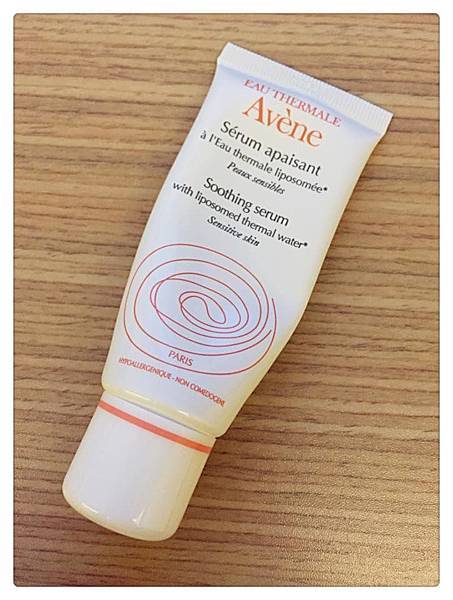 EAU THERMALE
Avène
Sérum apaisant
à l'Eau thermale liposomée*
Peaux sensibles
Soothing serum
with liposomed thermal water*
Sensitive skin
PARIS
HYPOALLERGENIQUE - NON COMEDOGENE